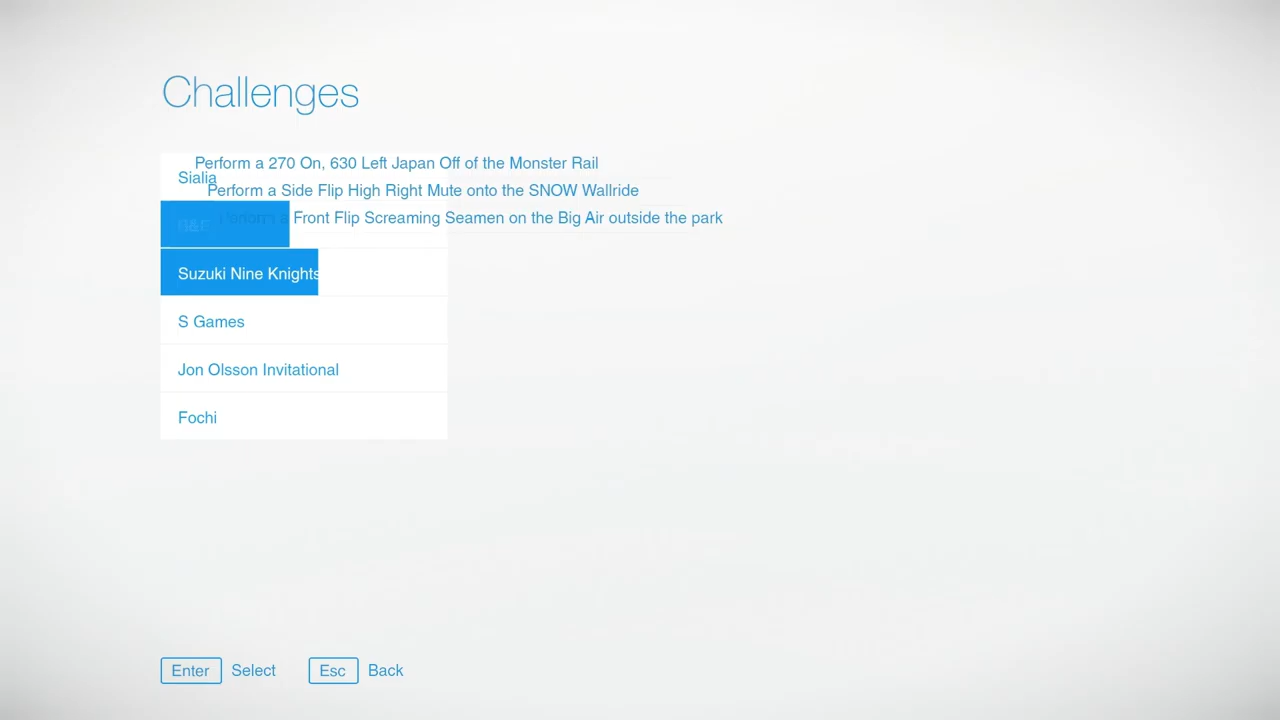 Challenges
Perform a 270 On, 630 Left Japan Off of the Monster Rail
Sialia
Perform a Side Flip High Right Mute onto the SNOW Wallride
Perform a Front Flip Screaming Seamen on the Big Air outside the park
Suzuki Nine Knights
S Games
Jon Olsson Invitational
Fochi
Enter Select Esc Back